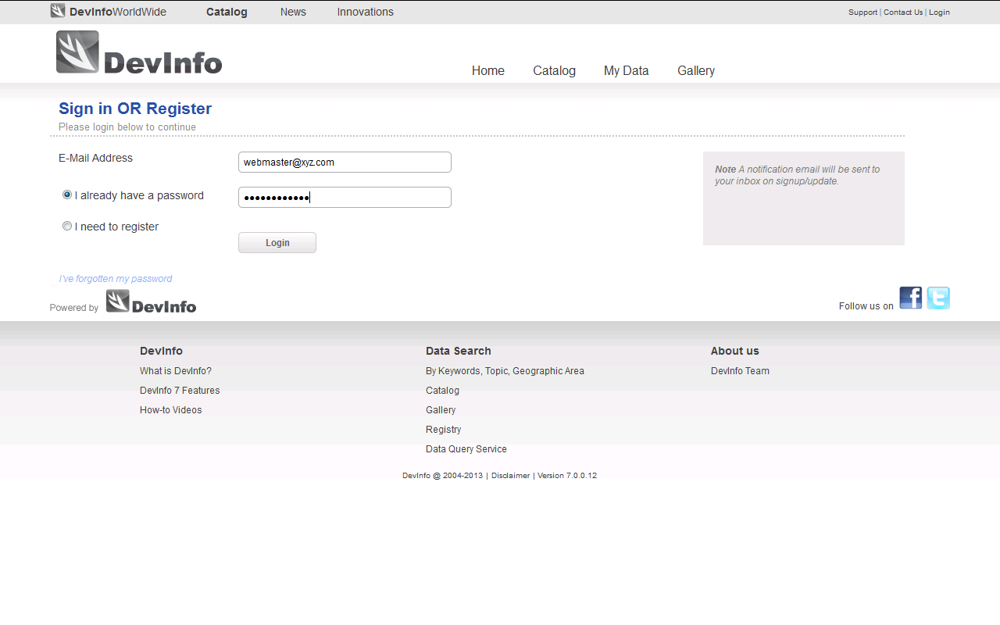 DevInfoWorldWide Catalog News Innovations Support | Contact Us | Login
DevInfo
Home Catalog My Data Gallery
Sign in OR Register
Please login below to continue
E-Mail Address webmaster@xyz.com
Note A notification email will be sent to
your inbox on signup/update.
I already have a password ••••••••••••
I need to register
Login
I've forgotten my password
Powered by DevInfo
Follow us on f t
DevInfo Data Search About us
What is DevInfo? By Keywords, Topic, Geographic Area DevInfo Team
DevInfo 7 Features Catalog
How-to Videos Gallery
Registry
Data Query Service
DevInfo @ 2004-2013 | Disclaimer | Version 7.0.0.12